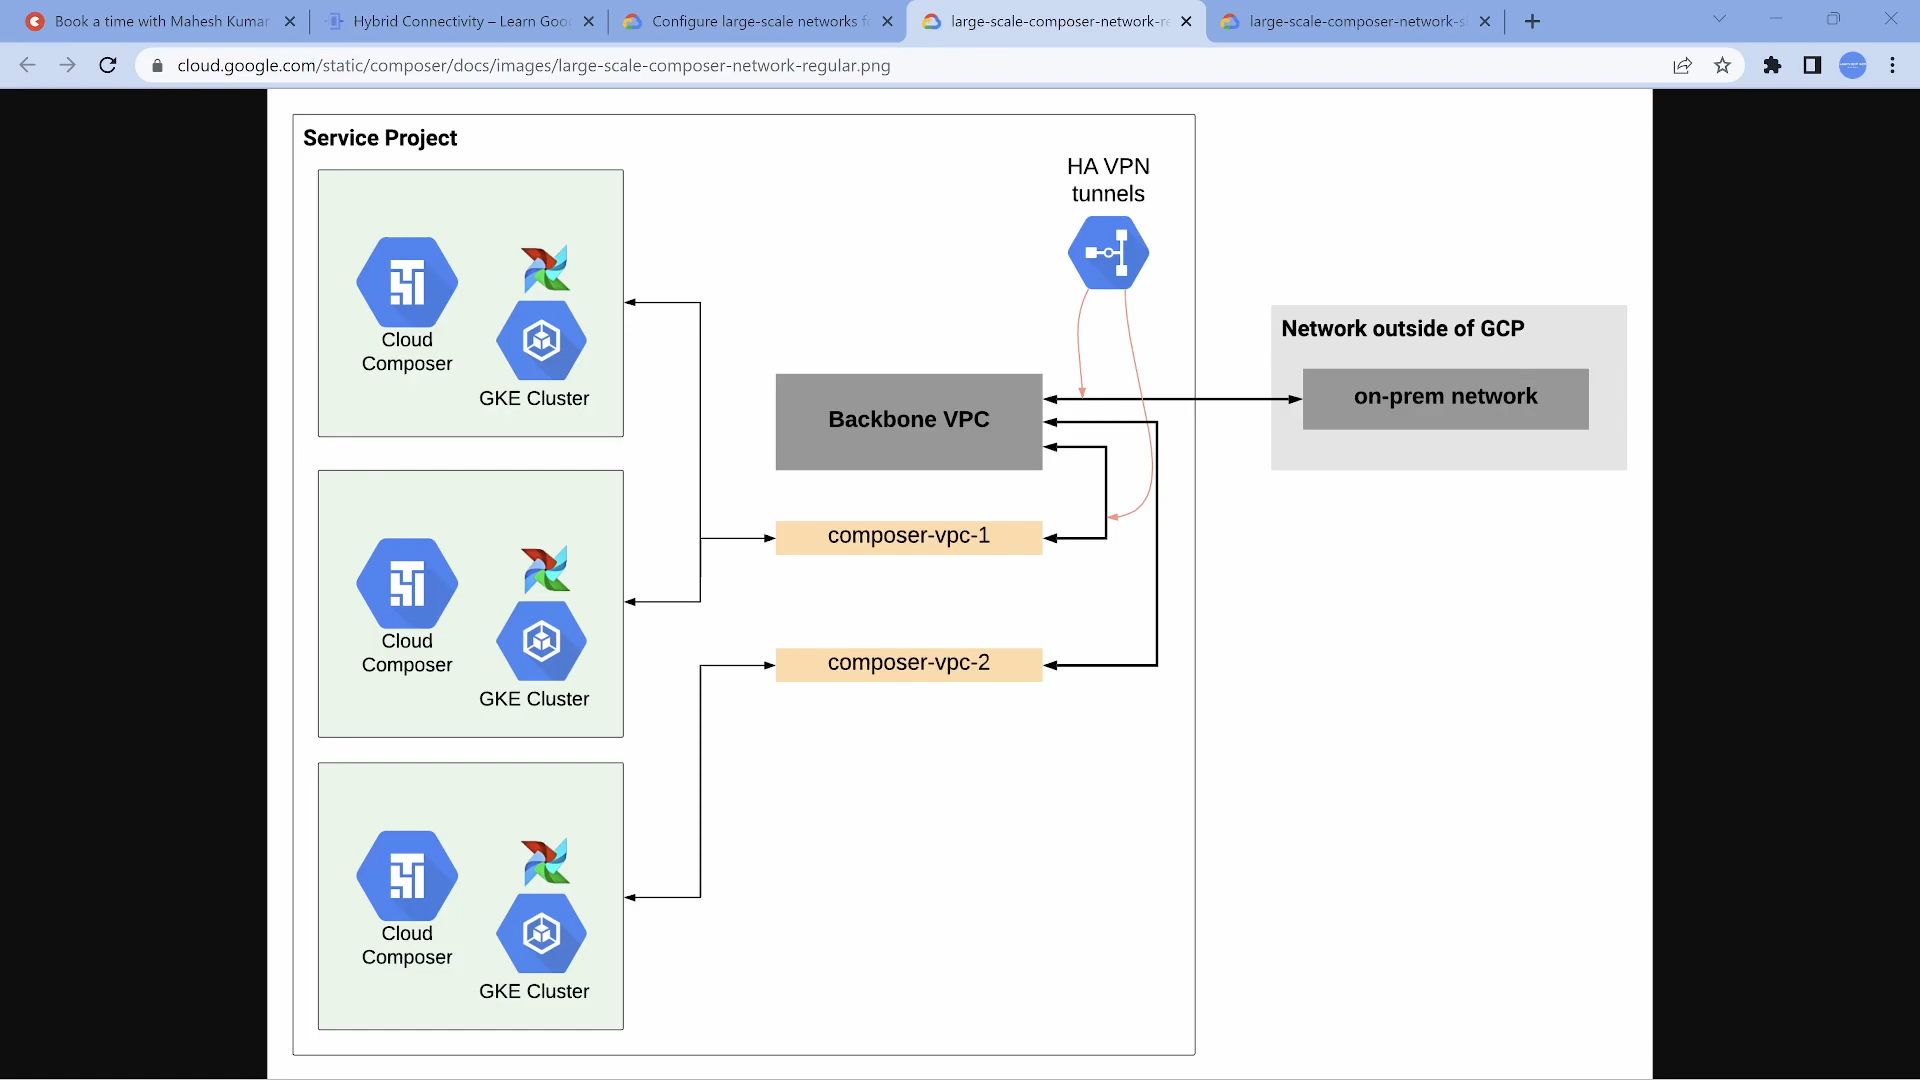 Book a time with Mahesh Kumar
Hybrid Connectivity – Learn Goo
Configure large-scale networks f
large-scale-composer-network-re
large-scale-composer-network-s
cloud.google.com/static/composer/docs/images/large-scale-composer-network-regular.png
Service Project
HA VPN
tunnels
Cloud
Composer
GKE Cluster
Network outside of GCP
on-prem network
Backbone VPC
composer-vpc-1
Cloud
Composer
GKE Cluster
composer-vpc-2
Cloud
Composer
GKE Cluster